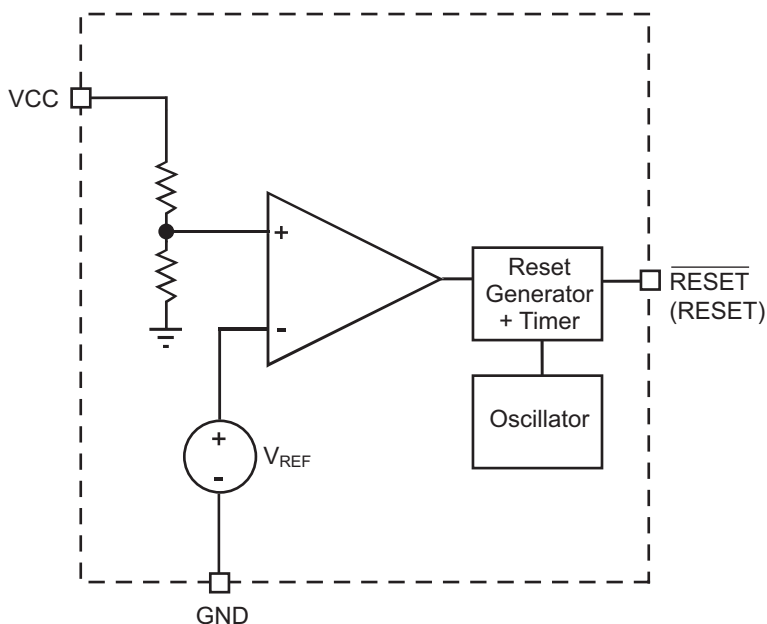 VCC
+
-
Reset
Generator
+ Timer
RESET
(RESET)
Oscillator
+
-
VREF
GND